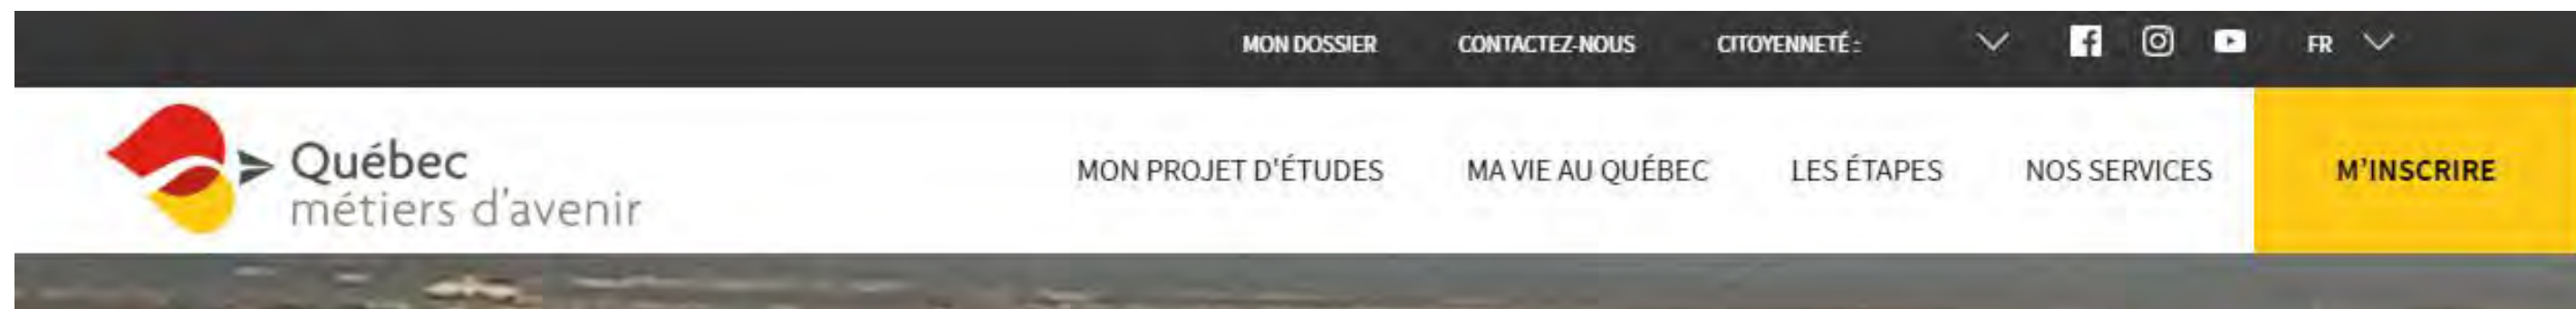 MON DOSSIER CONTACTEZ-NOUS CITOYENNETÉ : FR
Québec
métiers d'avenir
MON PROJET D'ÉTUDES MA VIE AU QUÉBEC LES ÉTAPES NOS SERVICES M'INSCRIRE